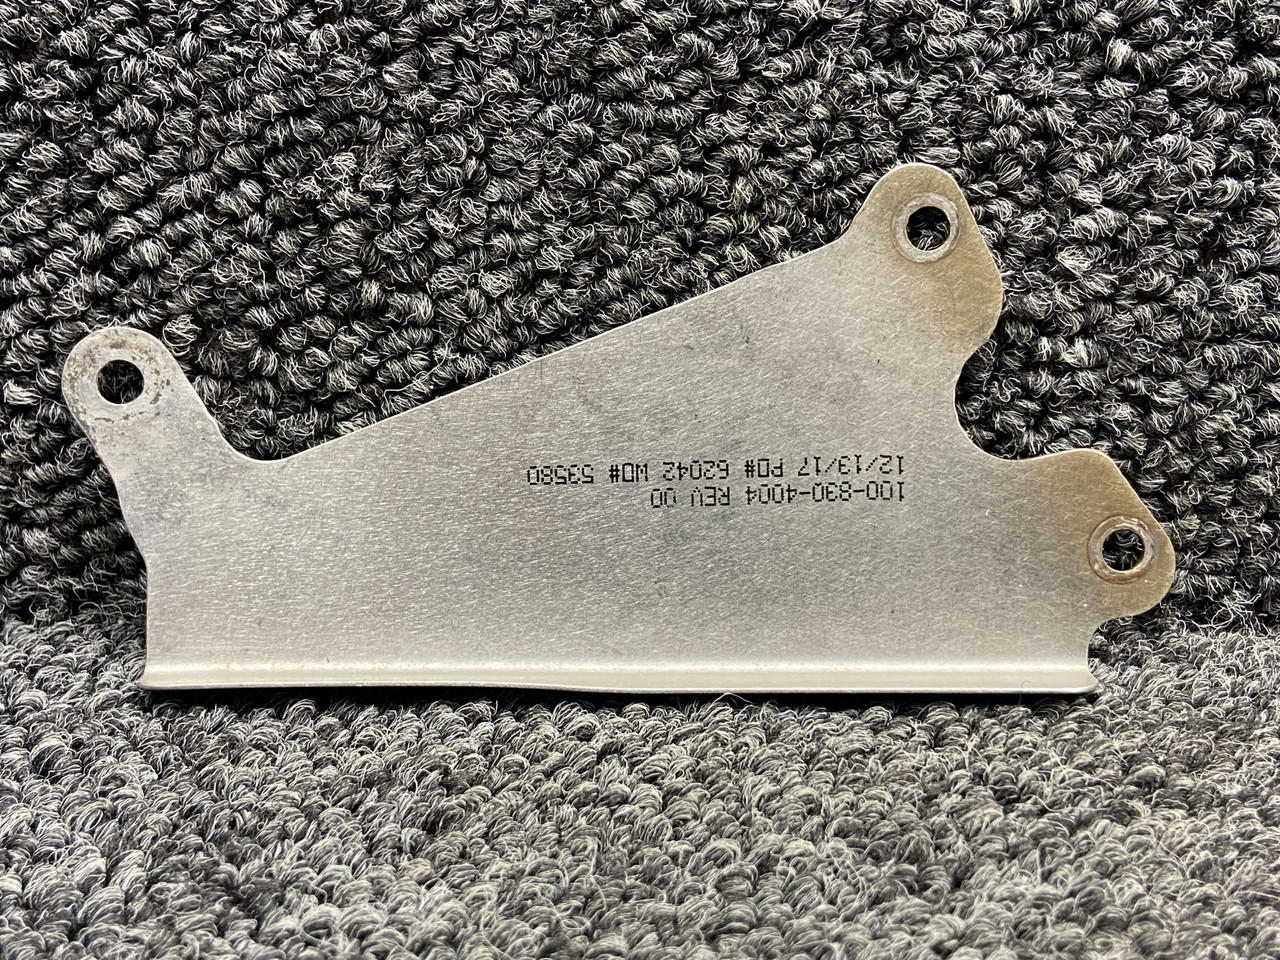 100-830-4004 REV 00
12/13/17 PO# 62042 WO# 53580